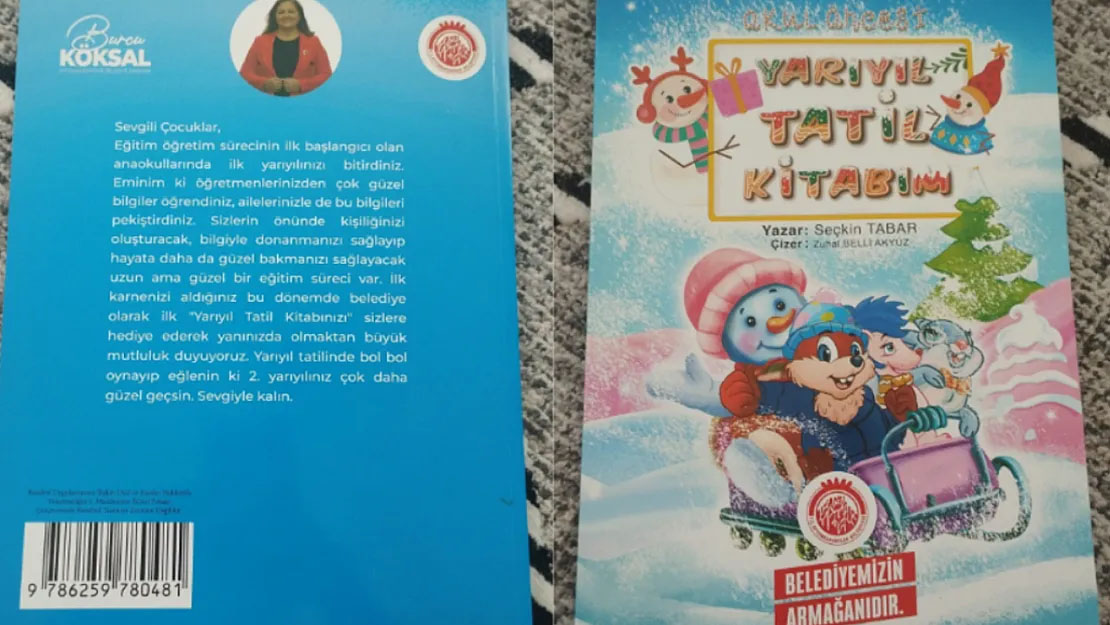 Burcu
KÖKSAL
Sevgili Çocuklar,
Eğitim öğretim sürecinin ilk başlangıcı olan
anaokullarında ilk yarıyılınızı bitirdiniz.
Eminim ki öğretmenlerinizden çok güzel
bilgiler öğrendiniz, ailelerinizle de bu bilgileri
pekiştirdiniz. Sizlerin önünde kişiliğinizi
oluşturacak, bilgiyle donanmanızı sağlayıp
hayata daha da güzel bakmanızı sağlayacak
uzun ama güzel bir eğitim süreci var. İlk
karnenizi aldığınız bu dönemde belediye
olarak ilk "Yarıyıl Tatil Kitabınızı" sizlere
hediye ederek yanınızda olmaktan büyük
mutluluk duyuyoruz. Yarıyıl tatilinde bol bol
oynayıp eğlenin ki 2. yarıyılınız çok daha
güzel geçsin. Sevgiyle kalın.
9 786259 780481
OKUL ÖNCESİ
YARIYIL
TATİL
KİTABIM
Yazar: Seçkin TABAR
Çizer: Zuhal BELLİ AKYÜZ
BELEDİYEMİZİN
ARMAĞANIDIR.